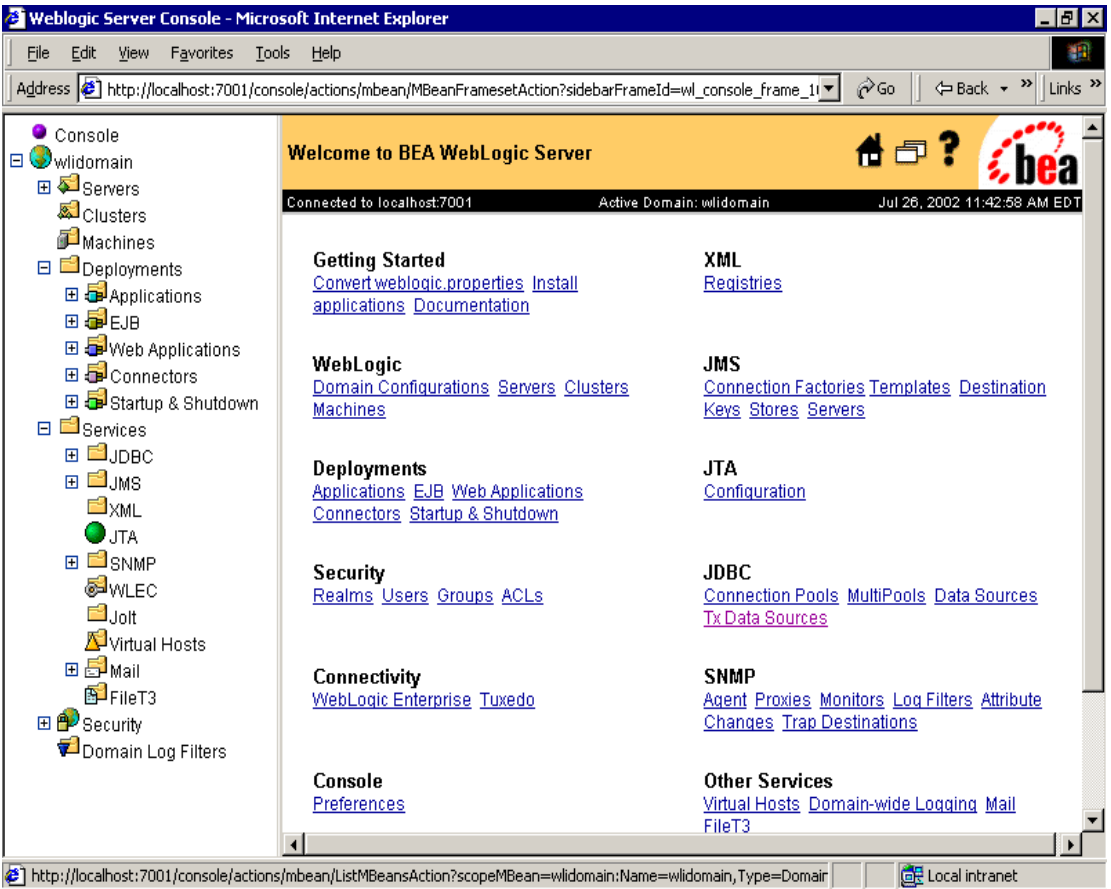 Weblogic Server Console - Microsoft Internet Explorer
File Edit View Favorites Tools Help
Address http://localhost:7001/console/actions/mbean/MBeanFramesetAction?sidebarFrameId=wl_console_frame_1 Go Back » Links »
Console
wlidomain
Servers
Clusters
Machines
Deployments
Applications
EJB
Web Applications
Connectors
Startup & Shutdown
Services
JDBC
JMS
XML
JTA
SNMP
WLEC
Jolt
Virtual Hosts
Mail
FileT3
Security
Domain Log Filters
Welcome to BEA WebLogic Server
? bea
Connected to localhost:7001 Active Domain: wlidomain Jul 26, 2002 11:42:58 AM EDT
Getting Started
Convert weblogic.properties Install
applications Documentation
XML
Registries
WebLogic
Domain Configurations Servers Clusters
Machines
JMS
Connection Factories Templates Destination
Keys Stores Servers
Deployments
Applications EJB Web Applications
Connectors Startup & Shutdown
JTA
Configuration
Security
Realms Users Groups ACLs
JDBC
Connection Pools MultiPools Data Sources
Tx Data Sources
Connectivity
WebLogic Enterprise Tuxedo
SNMP
Agent Proxies Monitors Log Filters Attribute
Changes Trap Destinations
Console
Preferences
Other Services
Virtual Hosts Domain-wide Logging Mail
FileT3
http://localhost:7001/console/actions/mbean/ListMBeansAction?scopeMBean=wlidomain:Name=wlidomain,Type=Domair Local intranet